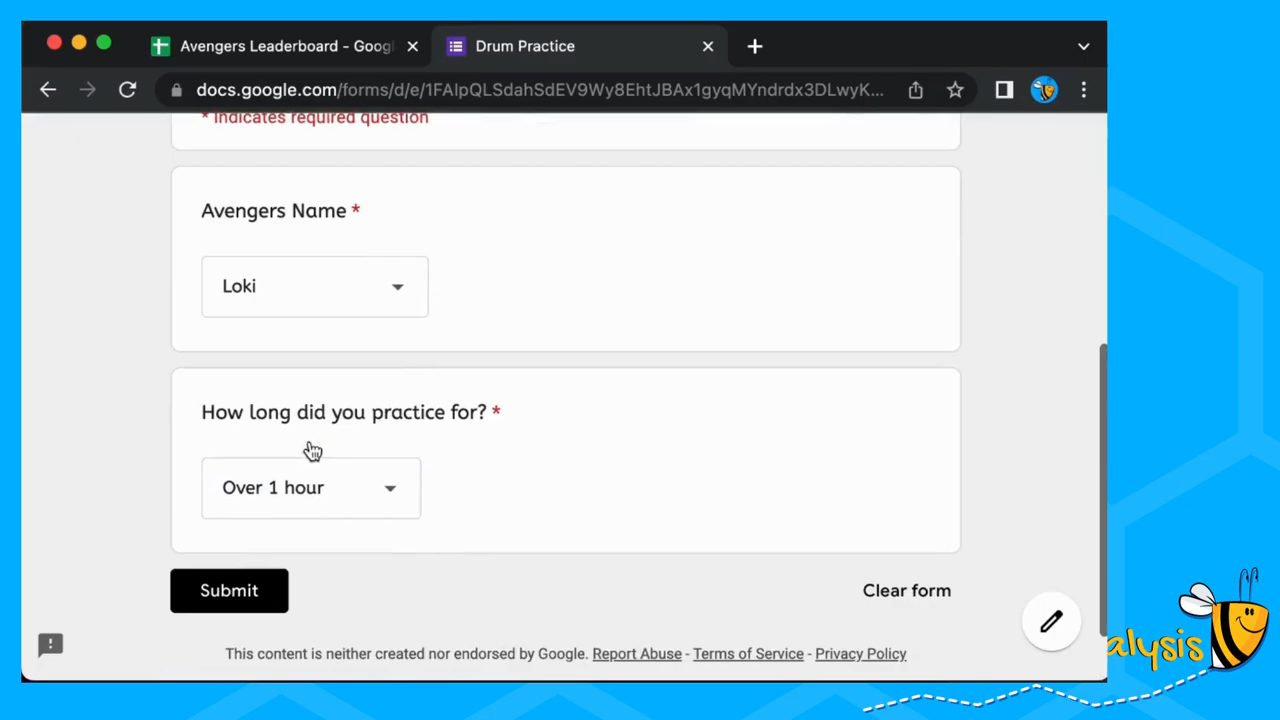 Avengers Leaderboard - Goog
Drum Practice
docs.google.com/forms/d/e/1FAIpQLSdahSdEV9Wy8EhtJBAx1gyqMYndrdx3DLwyK...
* Indicates required question
Avengers Name *
Loki
How long did you practice for? *
Over 1 hour
Submit
Clear form
This content is neither created nor endorsed by Google. Report Abuse - Terms of Service - Privacy Policy
alysis